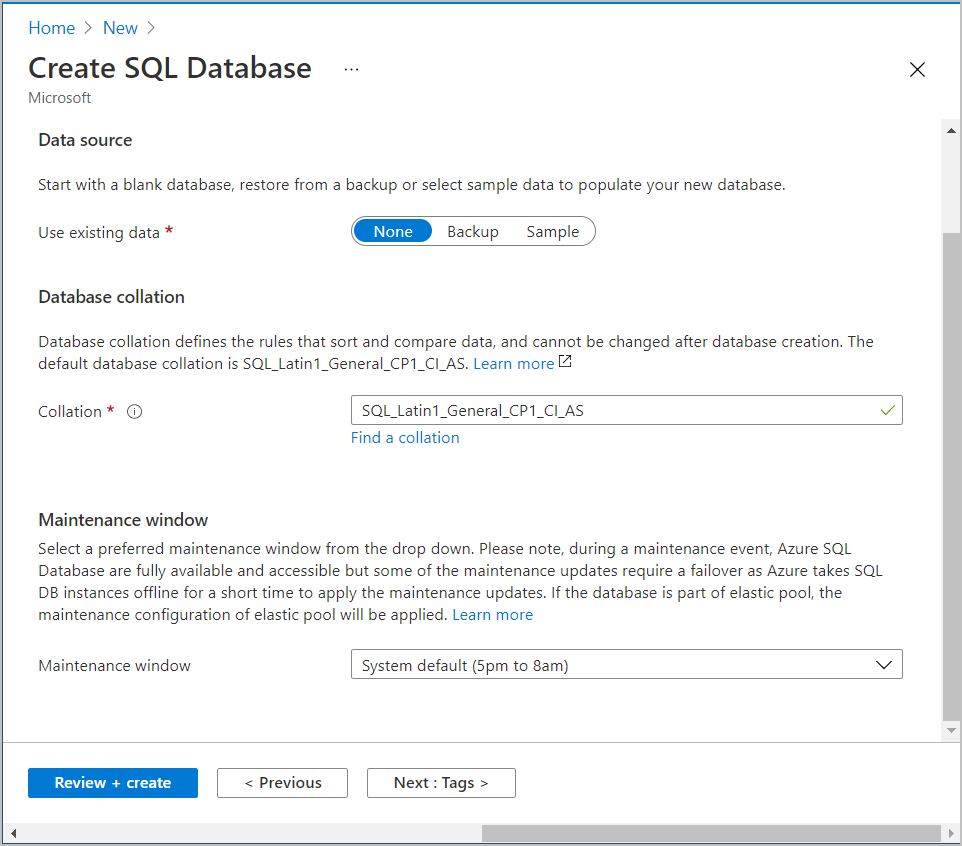 Home > New >
Create SQL Database ...
Microsoft
Data source
Start with a blank database, restore from a backup or select sample data to populate your new database.
Use existing data * None Backup Sample
Database collation
Database collation defines the rules that sort and compare data, and cannot be changed after database creation. The
default database collation is SQL_Latin1_General_CP1_CI_AS. Learn more
Collation * SQL_Latin1_General_CP1_CI_AS
Find a collation
Maintenance window
Select a preferred maintenance window from the drop down. Please note, during a maintenance event, Azure SQL
Database are fully available and accessible but some of the maintenance updates require a failover as Azure takes SQL
DB instances offline for a short time to apply the maintenance updates. If the database is part of elastic pool, the
maintenance configuration of elastic pool will be applied. Learn more
Maintenance window System default (5pm to 8am)
Review + create < Previous Next : Tags >